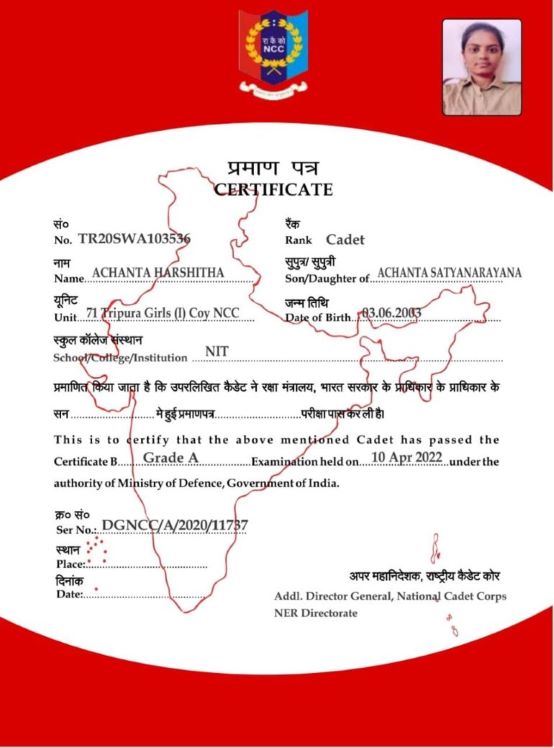 रा कै को
NCC
प्रमाण पत्र
CERTIFICATE
सं०
No. TR20SWA103536
रैंक
Rank Cadet
नाम
Name ACHANTA HARSHITHA
सुपुत्र/ सुपुत्री
Son/Daughter of ACHANTA SATYANARAYANA
यूनिट
Unit 71 Tripura Girls (I) Coy NCC
जन्म तिथि
Date of Birth 03.06.2003
स्कुल कॉलेज संस्थान
School/College/Institution NIT
प्रमाणित किया जाता है कि उपरलिखित कैडेट ने रक्षा मंत्रालय, भारत सरकार के प्राधिकार के प्राधिकार के
सन ................ मे हुई प्रमाणपत्र................परीक्षा पास कर ली है।
This is to certify that the above mentioned Cadet has passed the
Certificate B..... Grade A ................Examination held on.... 10 Apr 2022 ..under the
authority of Ministry of Defence, Government of India.
क्र० सं०
Ser No.: DGNCC/A/2020/11737
स्थान
Place:
दिनांक
Date:
अपर महानिदेशक, राष्ट्रीय कैडेट कोर
Addl. Director General, National Cadet Corps
NER Directorate